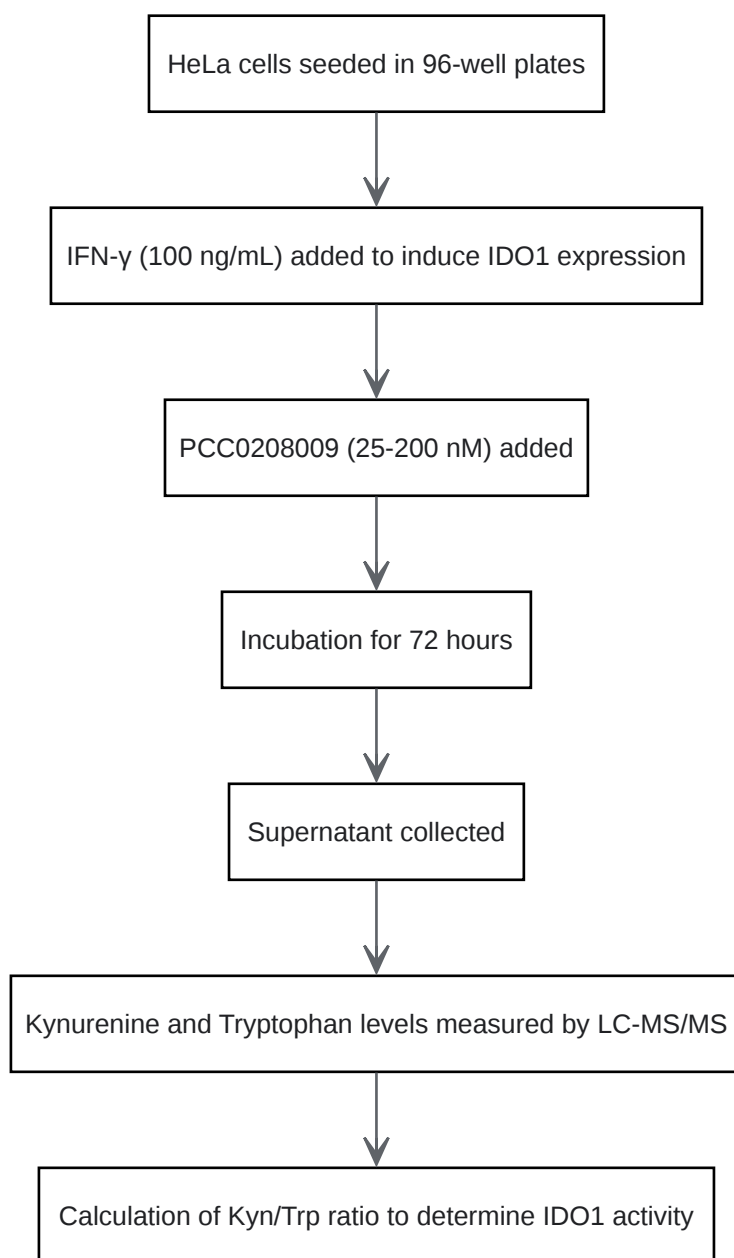 HeLa cells seeded in 96-well plates
IFN-γ (100 ng/mL) added to induce IDO1 expression
PCC0208009 (25-200 nM) added
Incubation for 72 hours
Supernatant collected
Kynurenine and Tryptophan levels measured by LC-MS/MS
Calculation of Kyn/Trp ratio to determine IDO1 activity